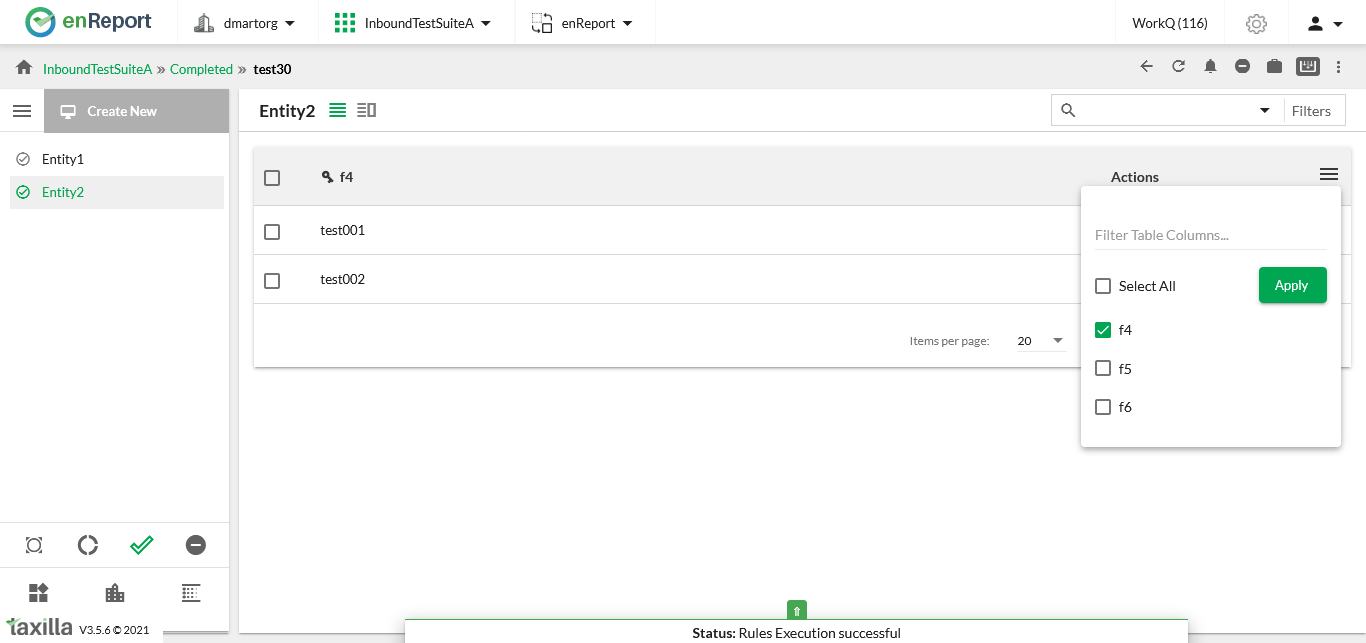 enReport dmartorg InboundTestSuiteA enReport WorkQ (116)
InboundTestSuiteA » Completed » test30
Create New
Entity2
Filters
Entity1
Entity2
f4 Actions
test001
test002
Items per page: 20
Filter Table Columns...
Select All Apply
f4
f5
f6
taxilla V3.5.6 © 2021
Status: Rules Execution successful